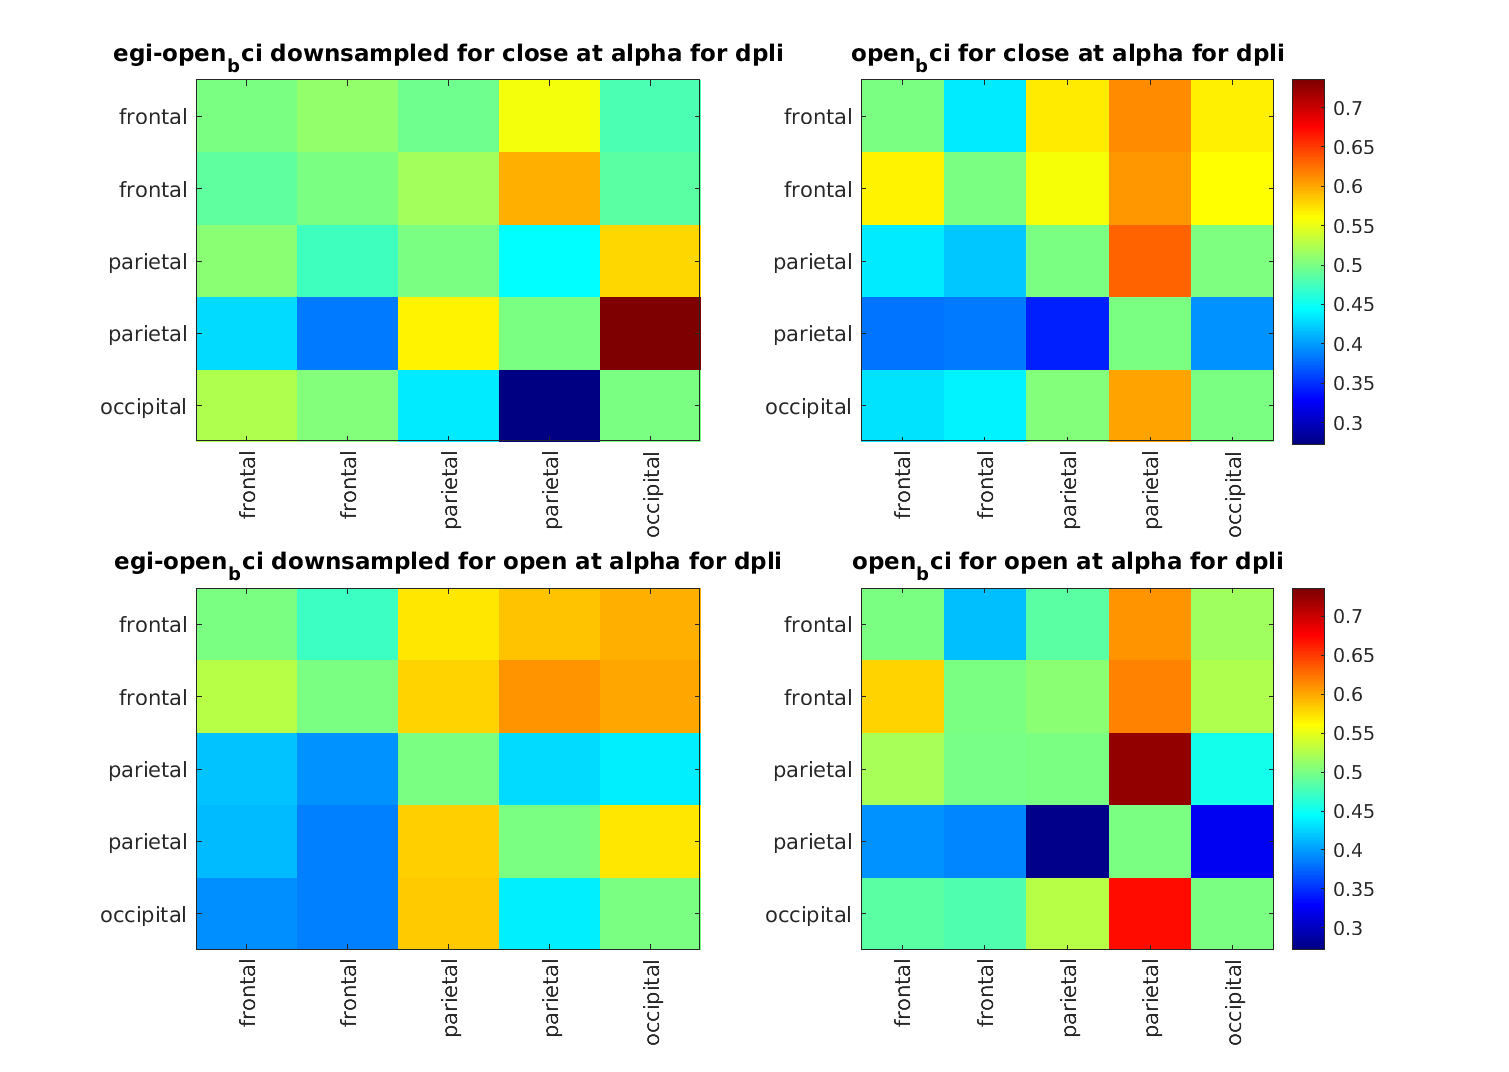 egi-open_bci downsampled for close at alpha for dpli
frontal
frontal
parietal
parietal
occipital
frontal
frontal
parietal
parietal
occipital
open_bci for close at alpha for dpli
frontal
frontal
parietal
parietal
occipital
frontal
frontal
parietal
parietal
occipital
0.7
0.65
0.6
0.55
0.5
0.45
0.4
0.35
0.3
egi-open_bci downsampled for open at alpha for dpli
frontal
frontal
parietal
parietal
occipital
frontal
frontal
parietal
parietal
occipital
open_bci for open at alpha for dpli
frontal
frontal
parietal
parietal
occipital
frontal
frontal
parietal
parietal
occipital
0.7
0.65
0.6
0.55
0.5
0.45
0.4
0.35
0.3